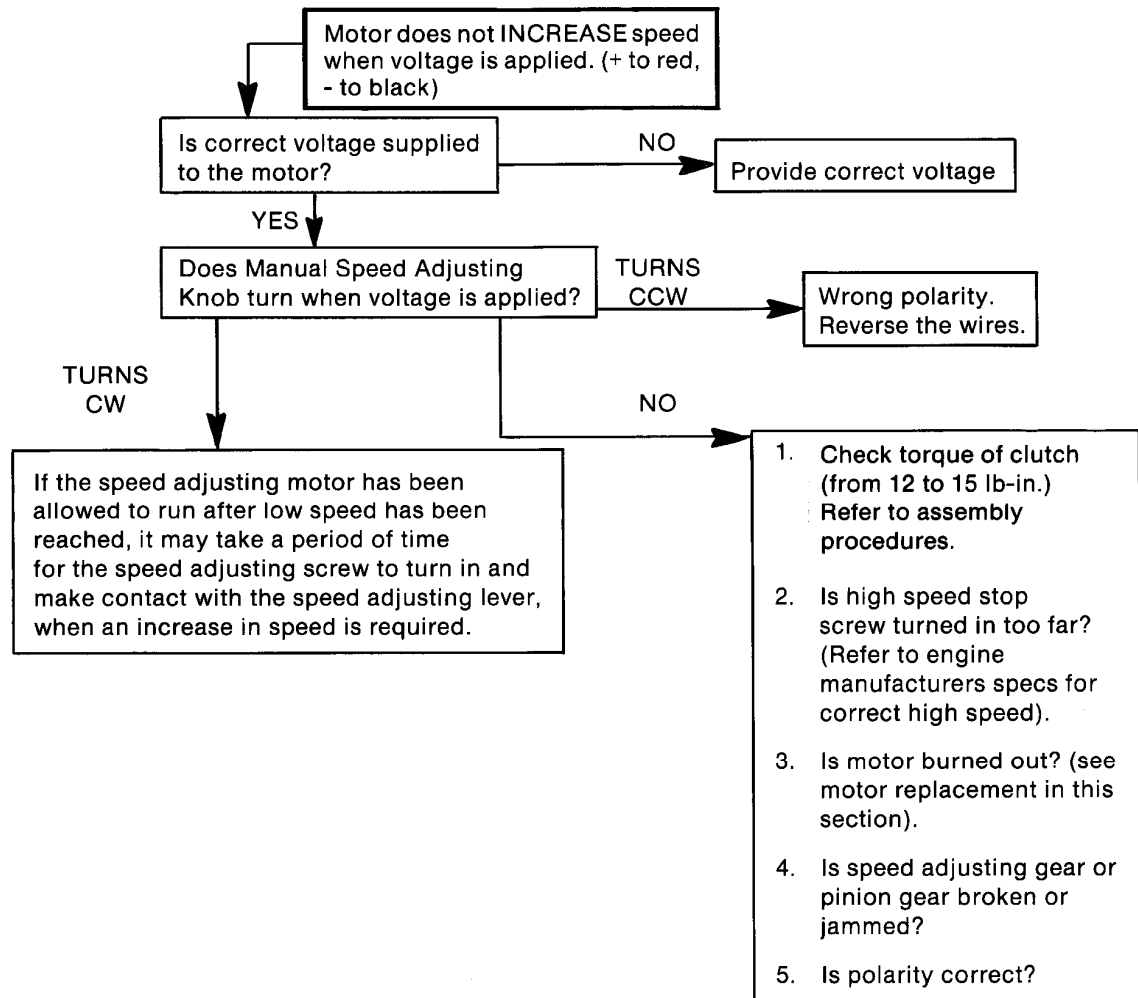 Motor does not INCREASE speed
when voltage is applied. (+ to red,
- to black)
Is correct voltage supplied
to the motor?
NO
Provide correct voltage
YES
Does Manual Speed Adjusting
Knob turn when voltage is applied?
TURNS
CCW
Wrong polarity.
Reverse the wires.
TURNS
CW
NO
If the speed adjusting motor has been
allowed to run after low speed has been
reached, it may take a period of time
for the speed adjusting screw to turn in and
make contact with the speed adjusting lever,
when an increase in speed is required.
1. Check torque of clutch
(from 12 to 15 lb-in.)
Refer to assembly
procedures.
2. Is high speed stop
screw turned in too far?
(Refer to engine
manufacturers specs for
correct high speed).
3. Is motor burned out? (see
motor replacement in this
section).
4. Is speed adjusting gear or
pinion gear broken or
jammed?
5. Is polarity correct?